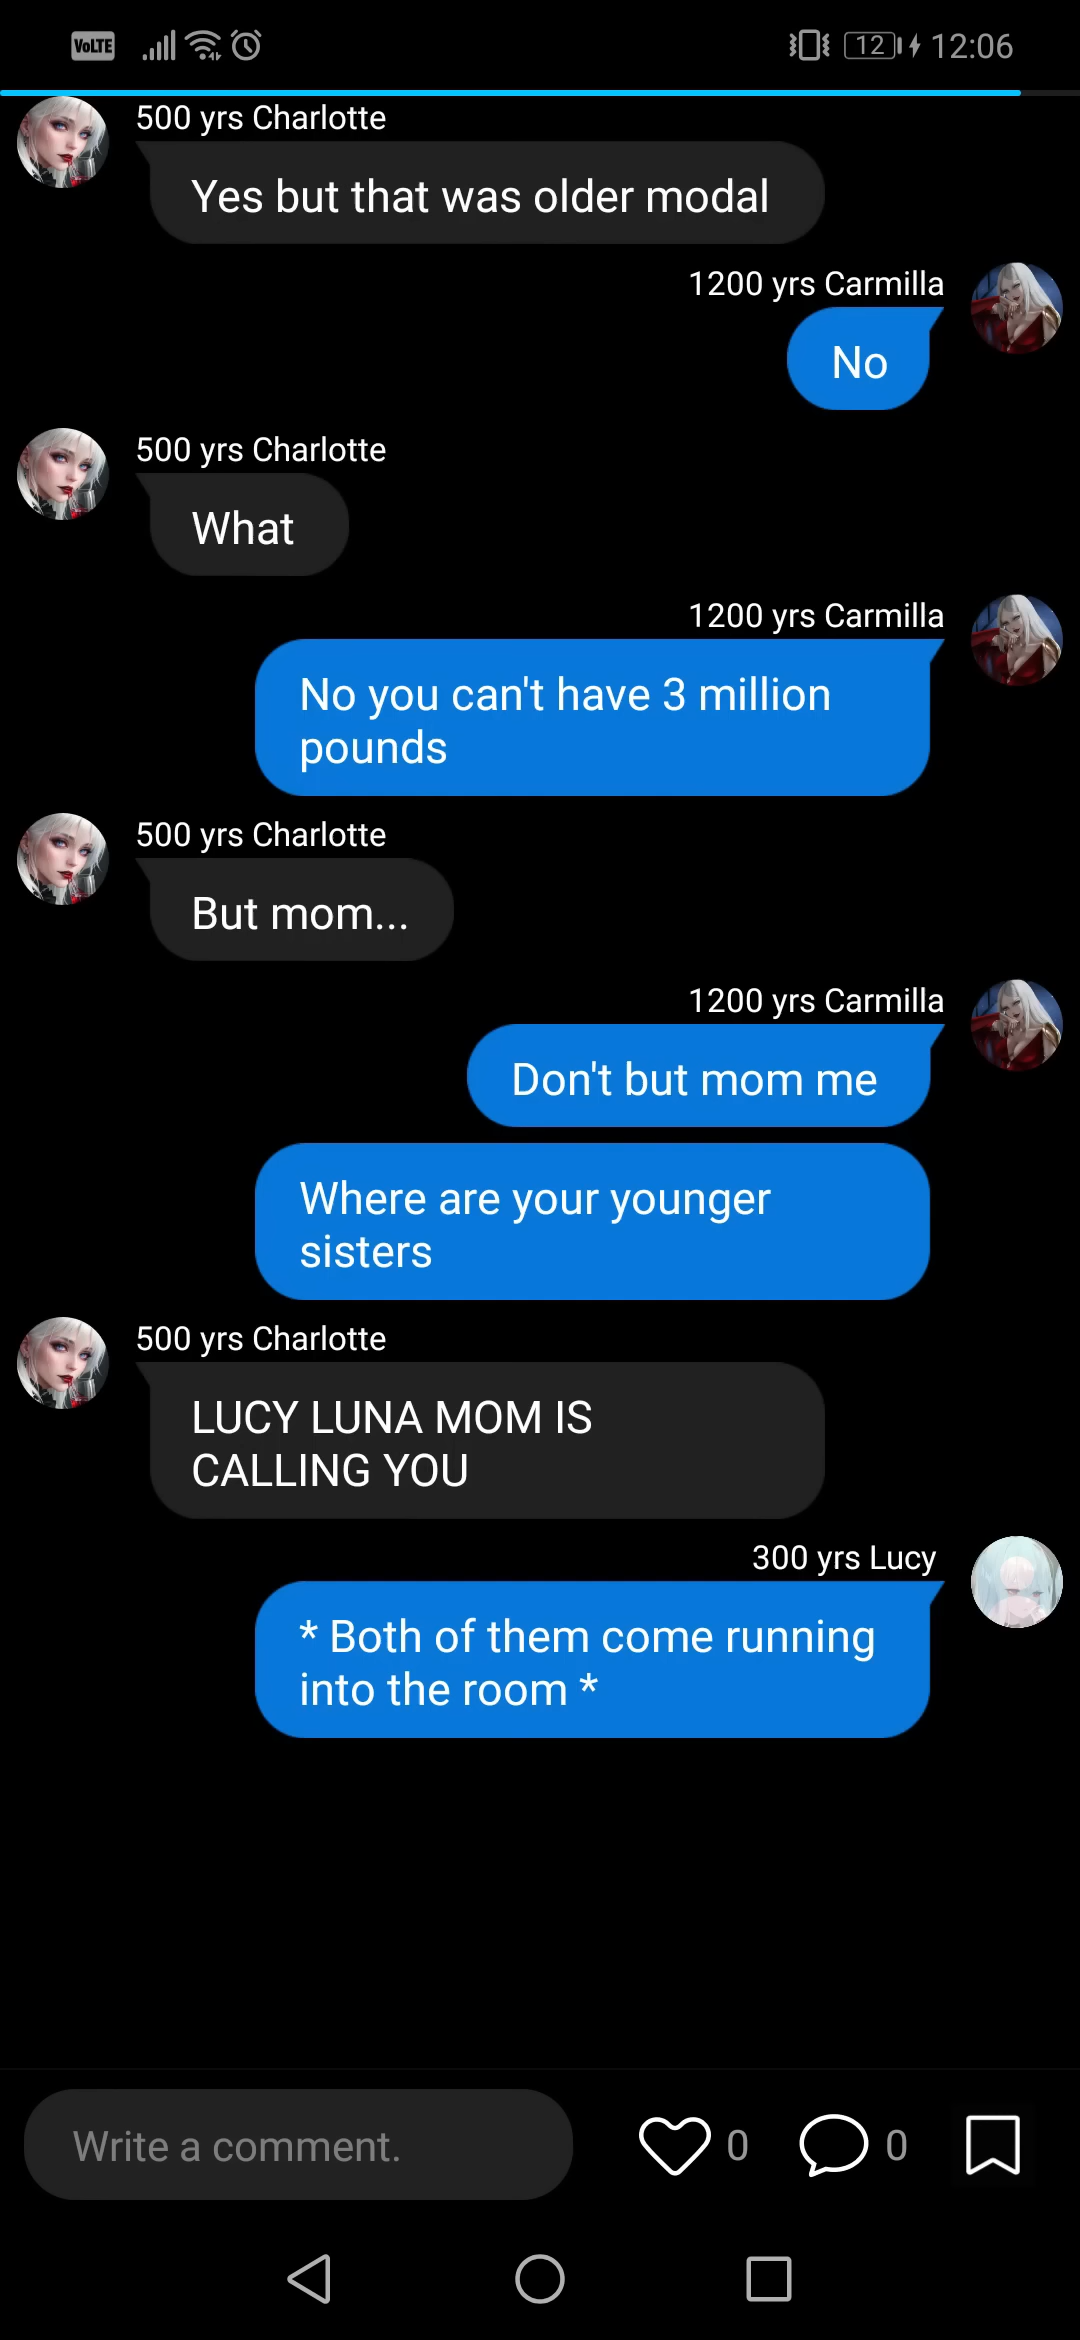 VoLTE
12
12:06
500 yrs Charlotte
Yes but that was older modal
1200 yrs Carmilla
No
500 yrs Charlotte
What
1200 yrs Carmilla
No you can't have 3 million
pounds
500 yrs Charlotte
But mom...
1200 yrs Carmilla
Don't but mom me
Where are your younger
sisters
500 yrs Charlotte
LUCY LUNA MOM IS
CALLING YOU
300 yrs Lucy
* Both of them come running
into the room *
Write a comment.
0
0